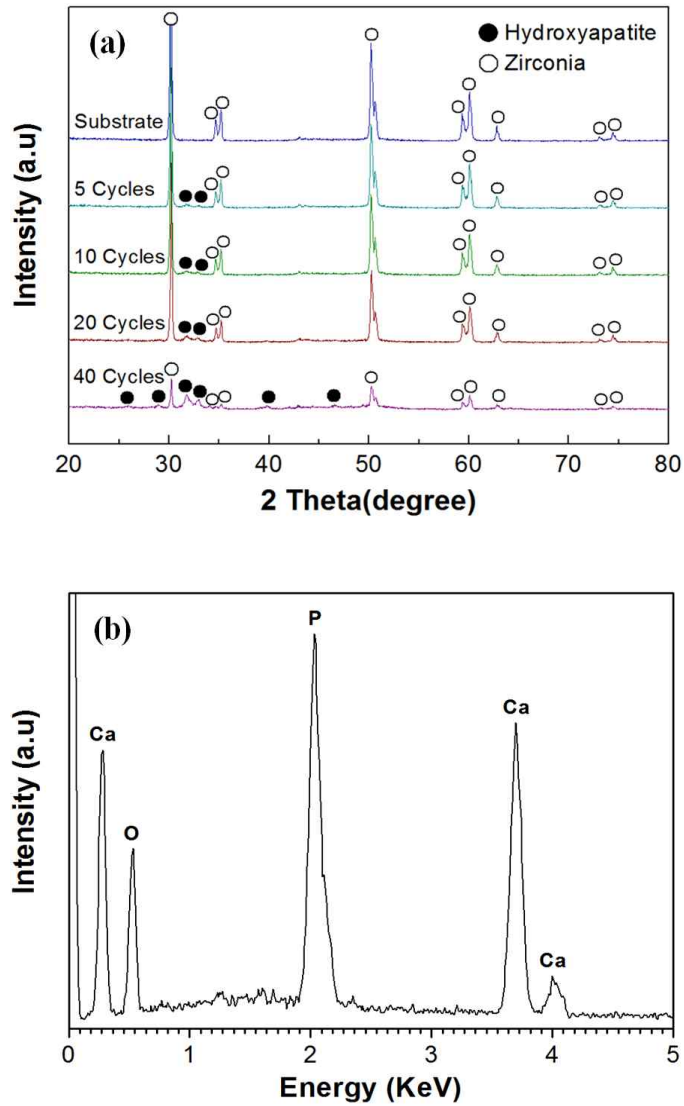 (a)
Hydroxyapatite
Zirconia
Substrate
5 Cycles
10 Cycles
20 Cycles
40 Cycles
Intensity (a.u)
20 30 40 50 60 70 80
2 Theta(degree)
(b)
P
Ca
Ca
O
Ca
Intensity (a.u)
0 1 2 3 4 5
Energy (KeV)